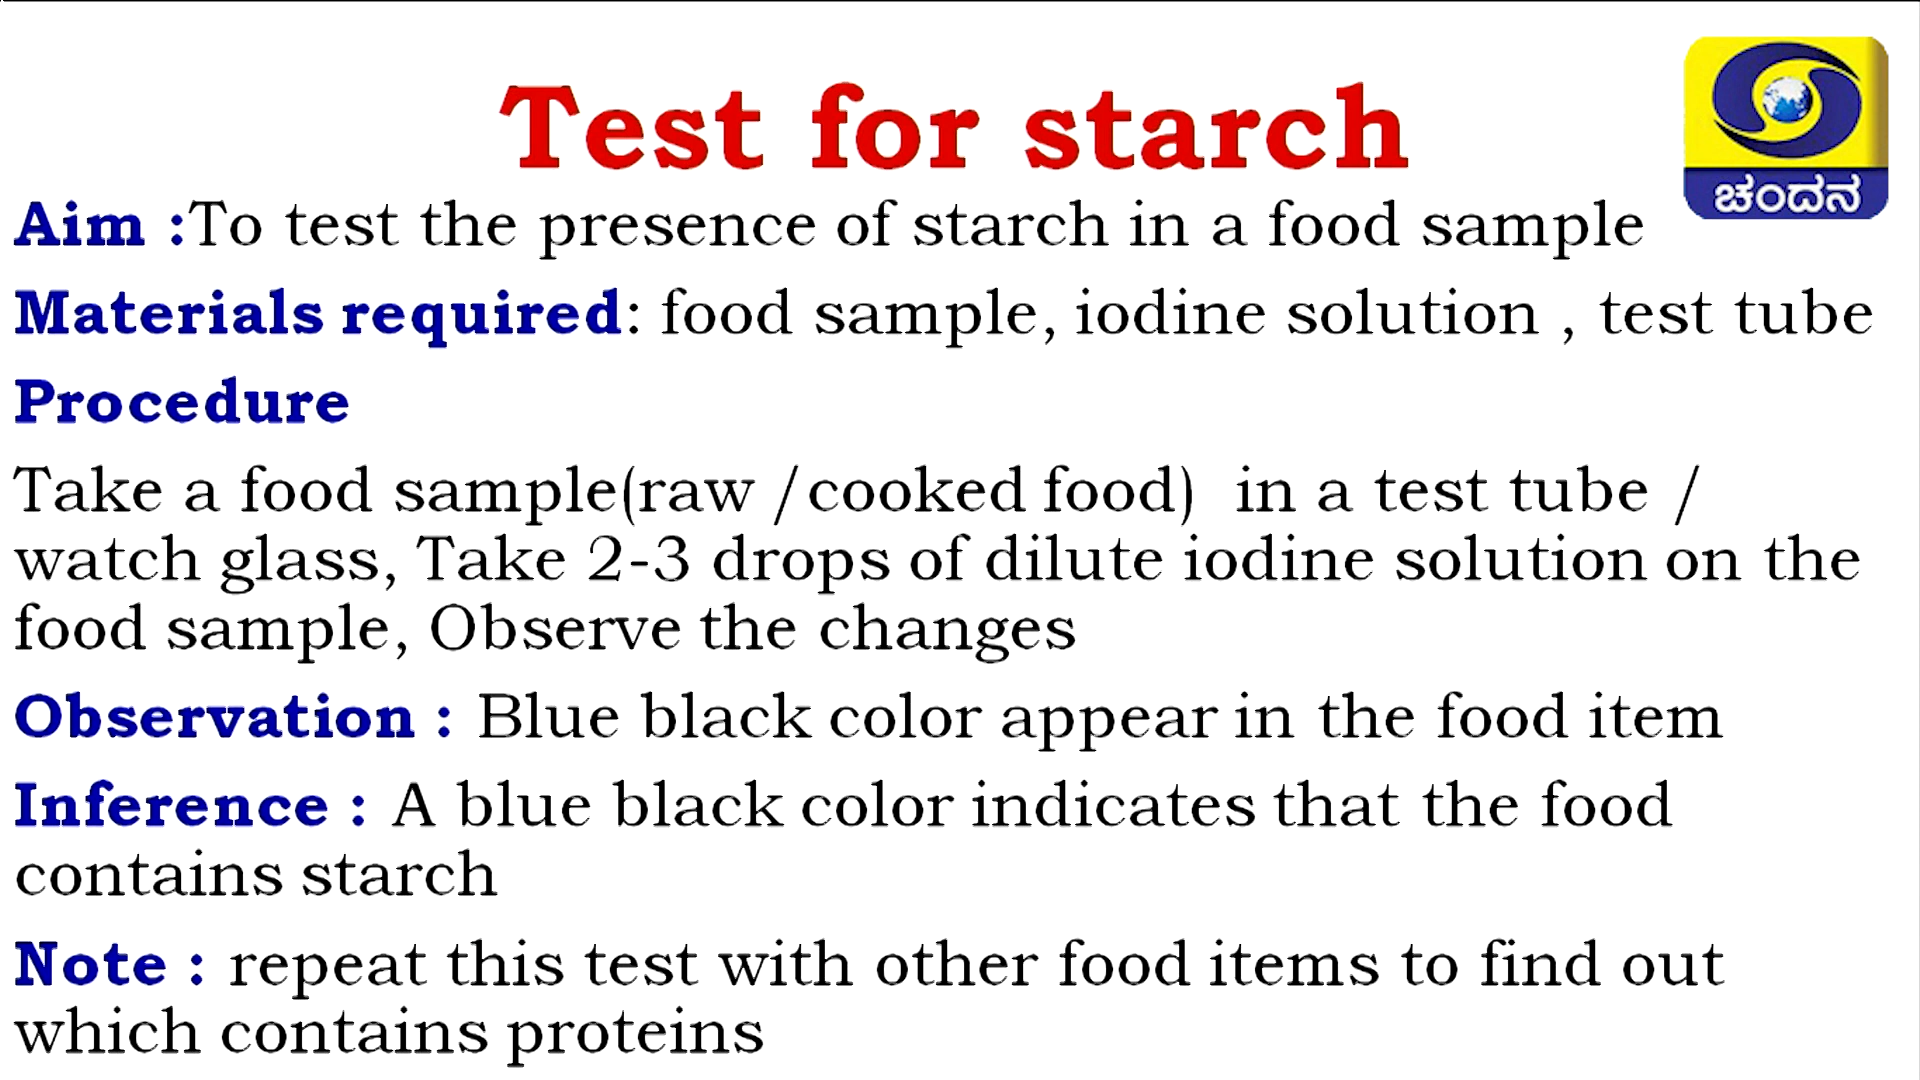 Test for starch
ಚಂದನ
Aim :To test the presence of starch in a food sample
Materials required: food sample, iodine solution , test tube
Procedure
Take a food sample(raw /cooked food)  in a test tube /
watch glass, Take 2-3 drops of dilute iodine solution on the
food sample, Observe the changes
Observation : Blue black color appear in the food item
Inference : A blue black color indicates that the food
contains starch
Note : repeat this test with other food items to find out
which contains proteins